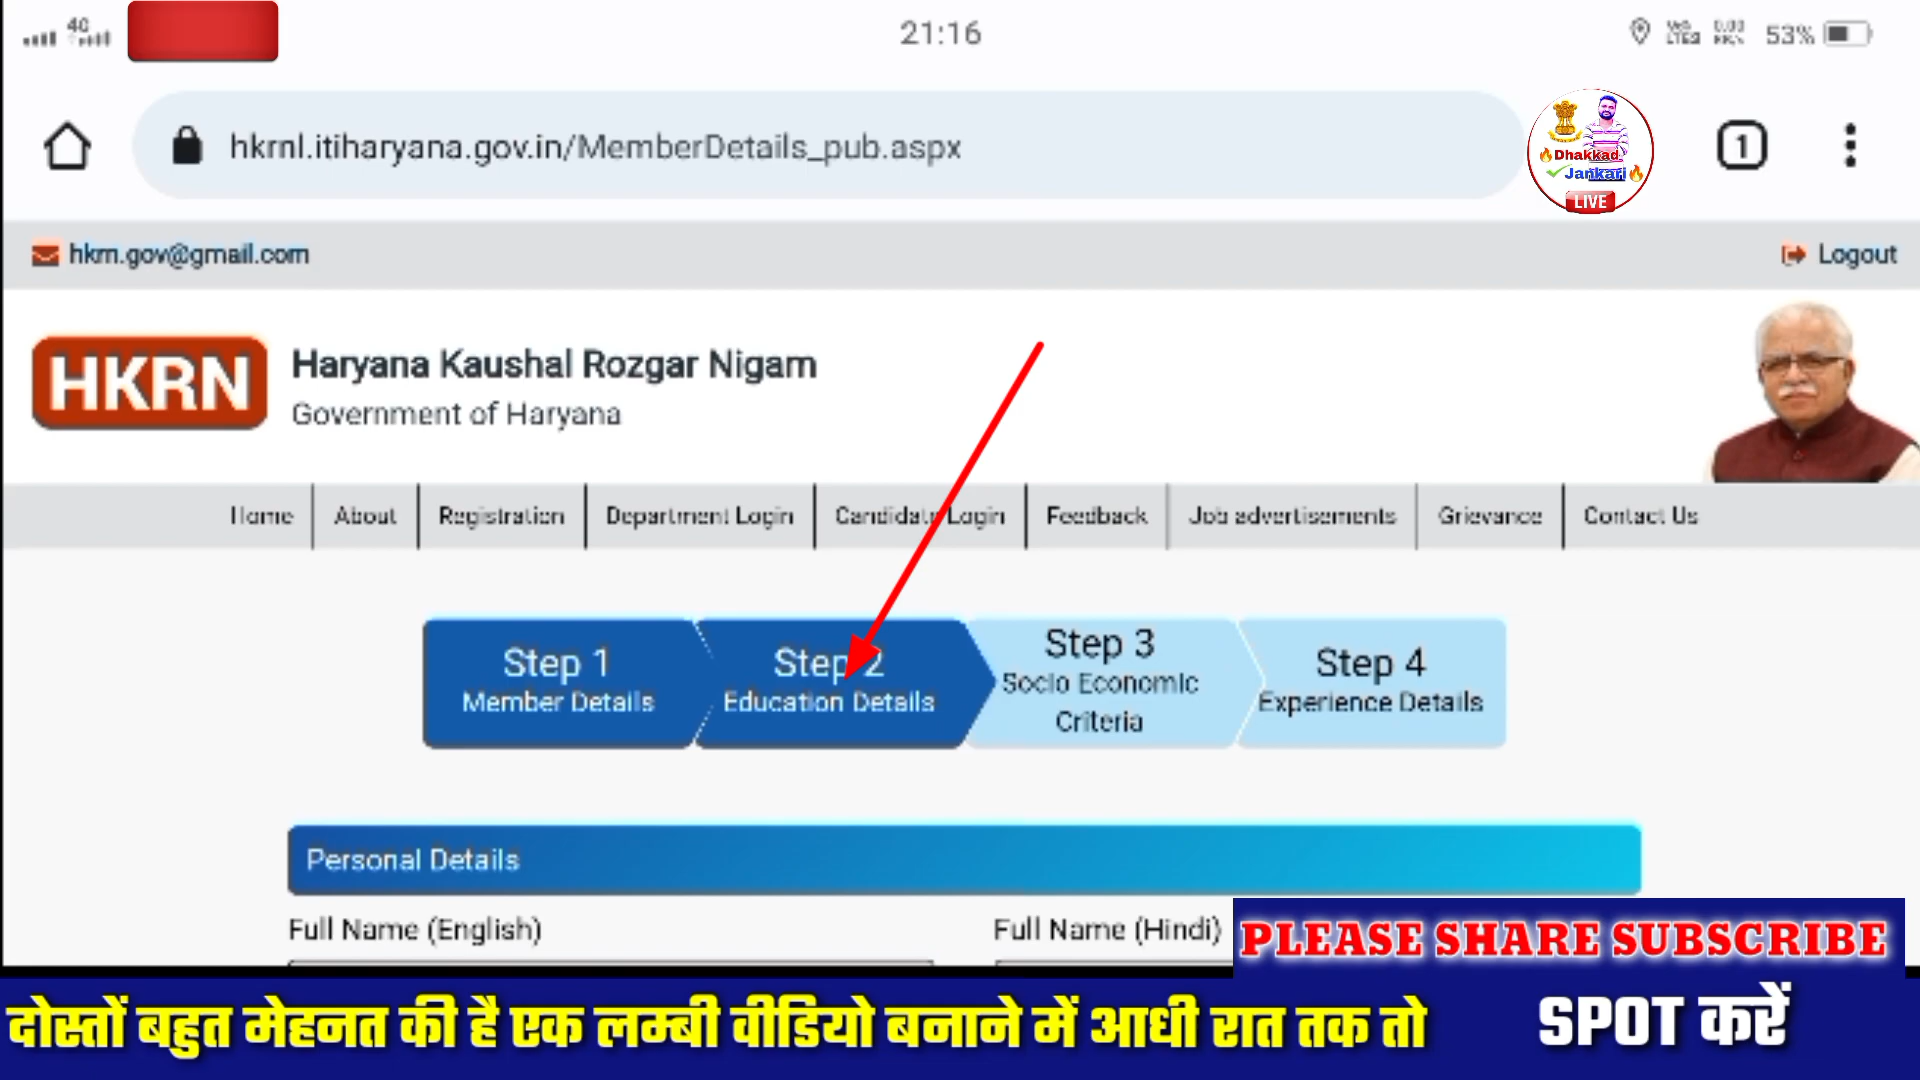 4G
21:16
53%
hkrnl.itiharyana.gov.in/MemberDetails_pub.aspx
1
Dhakkad
Jankari
LIVE
hkrn.gov@gmail.com
Logout
HKRN
Haryana Kaushal Rozgar Nigam
Government of Haryana
Home
About
Registration
Department Login
Candidate Login
Feedback
Job advertisements
Grievance
Contact Us
Step 1
Member Details
Step 2
Education Details
Step 3
Socio Economic
Criteria
Step 4
Experience Details
Personal Details
Full Name (English)
Full Name (Hindi)
PLEASE SHARE SUBSCRIBE
दोस्तों बहुत मेहनत की है एक लम्बी वीडियो बनाने में आधी रात तक तो
SPOT करें